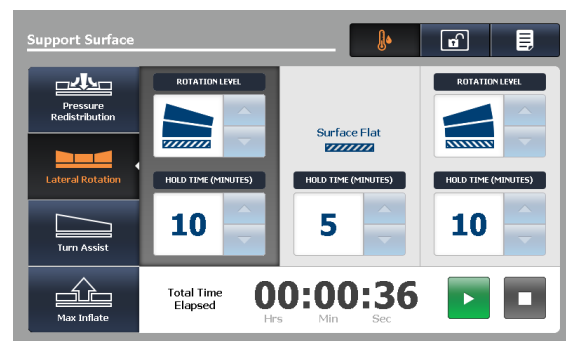 Support Surface
Pressure
Redistribution
Lateral Rotation
Turn Assist
Max Inflate
ROTATION LEVEL
HOLD TIME (MINUTES)
10
Surface Flat
HOLD TIME (MINUTES)
5
ROTATION LEVEL
HOLD TIME (MINUTES)
10
Total Time
Elapsed
00:00:36
Hrs Min Sec